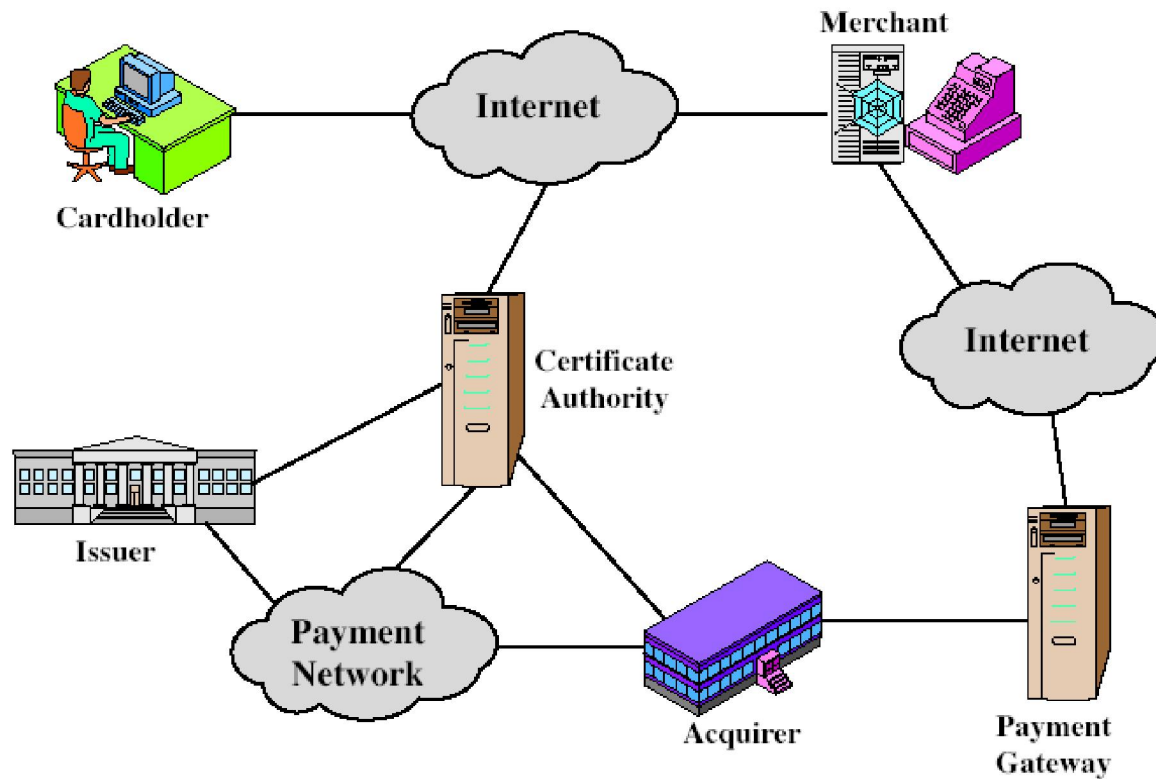 Merchant
Internet
Cardholder
Internet
Certificate
Authority
Issuer
Payment
Network
Acquirer
Payment
Gateway